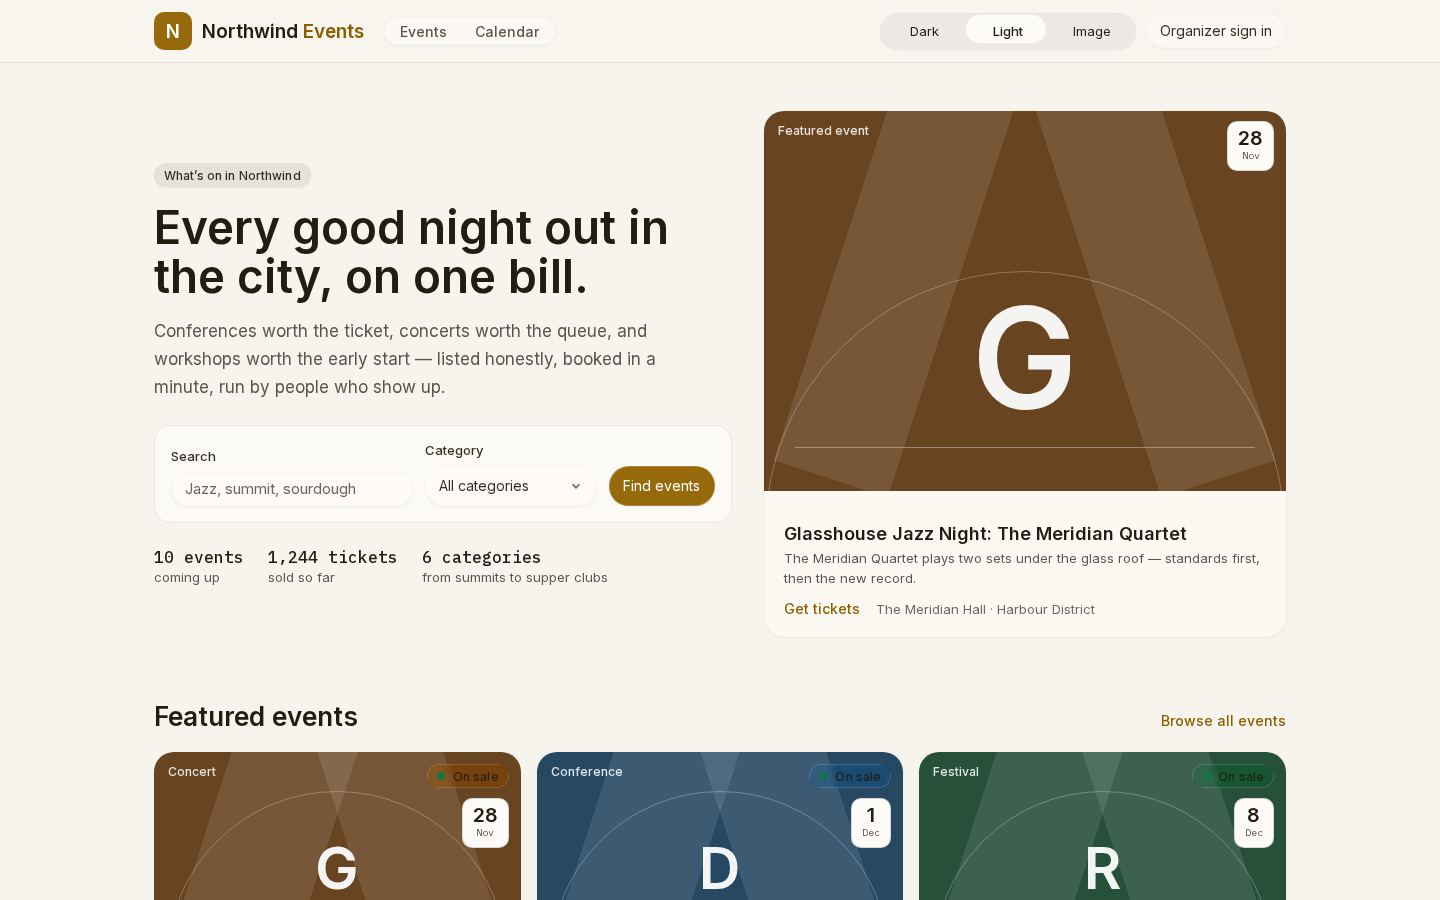 N
Northwind Events
Events
Calendar
Dark
Light
Image
Organizer sign in
What’s on in Northwind
Every good night out in
the city, on one bill.
Conferences worth the ticket, concerts worth the queue, and
workshops worth the early start — listed honestly, booked in a
minute, run by people who show up.
Search
Jazz, summit, sourdough
Category
All categories
Find events
10 events
coming up
1,244 tickets
sold so far
6 categories
from summits to supper clubs
Featured event
28
Nov
G
Glasshouse Jazz Night: The Meridian Quartet
The Meridian Quartet plays two sets under the glass roof — standards first,
then the new record.
Get tickets
The Meridian Hall · Harbour District
Featured events
Browse all events
Concert
On sale
28
Nov
G
Conference
On sale
1
Dec
D
Festival
On sale
8
Dec
R